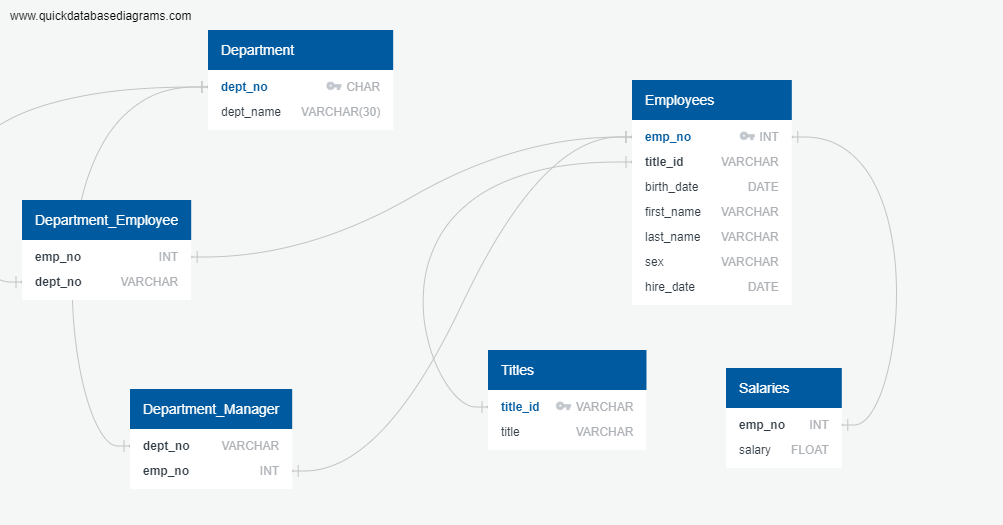 www.quickdatabasediagrams.com
Department
dept_no CHAR
dept_name VARCHAR(30)
Employees
emp_no INT
title_id VARCHAR
birth_date DATE
first_name VARCHAR
last_name VARCHAR
sex VARCHAR
hire_date DATE
Department_Employee
emp_no INT
dept_no VARCHAR
Titles
title_id VARCHAR
title VARCHAR
Salaries
emp_no INT
salary FLOAT
Department_Manager
dept_no VARCHAR
emp_no INT